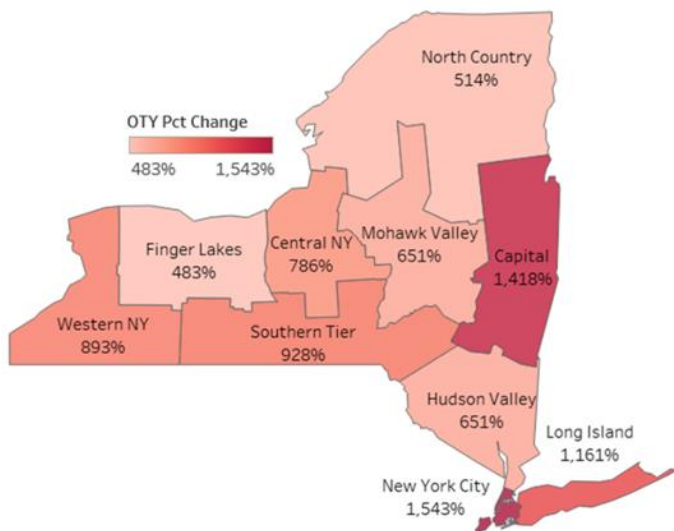 North Country
514%
OTY Pct Change
483% 1,543%
Finger Lakes
483%
Central NY
786%
Mohawk Valley
651%
Capital
1,418%
Western NY
893%
Southern Tier
928%
Hudson Valley
651%
Long Island
1,161%
New York City
1,543%